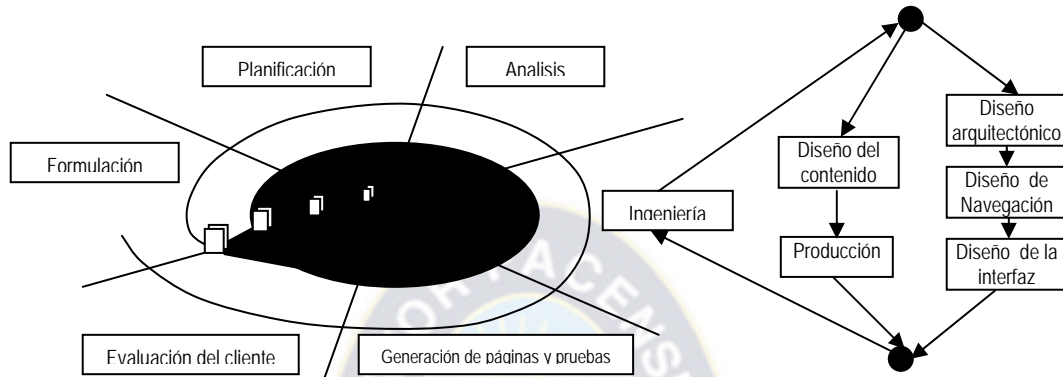 Planificación
Analisis
Formulación
Ingeniería
Evaluación del cliente
Generación de páginas y pruebas
Diseño del
contenido
Producción
Diseño
arquitectónico
Diseño de
Navegación
Diseño de la
interfaz